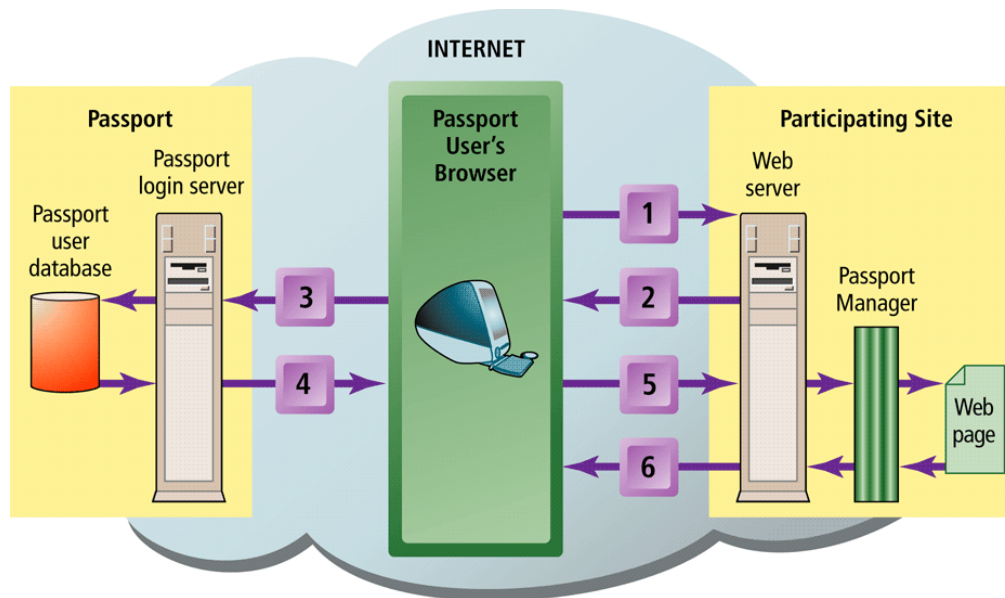 INTERNET
Passport
Passport
login server
Passport
user
database
3
4
Passport
User's
Browser
1
2
5
6
Participating Site
Web
server
Passport
Manager
Web
page